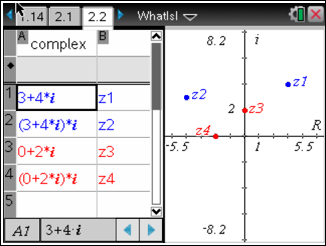 1.14 2.1 2.2 WhatIsI
A complex B
1 3+4*i z1
2 (3+4*i)*i z2
3 0+2*i z3
4 (0+2*i)*i z4
5
A1 3+4·i
8.2 i
z1
z2
2 z3
z4 R
-5.5 i 5.5
-8.2